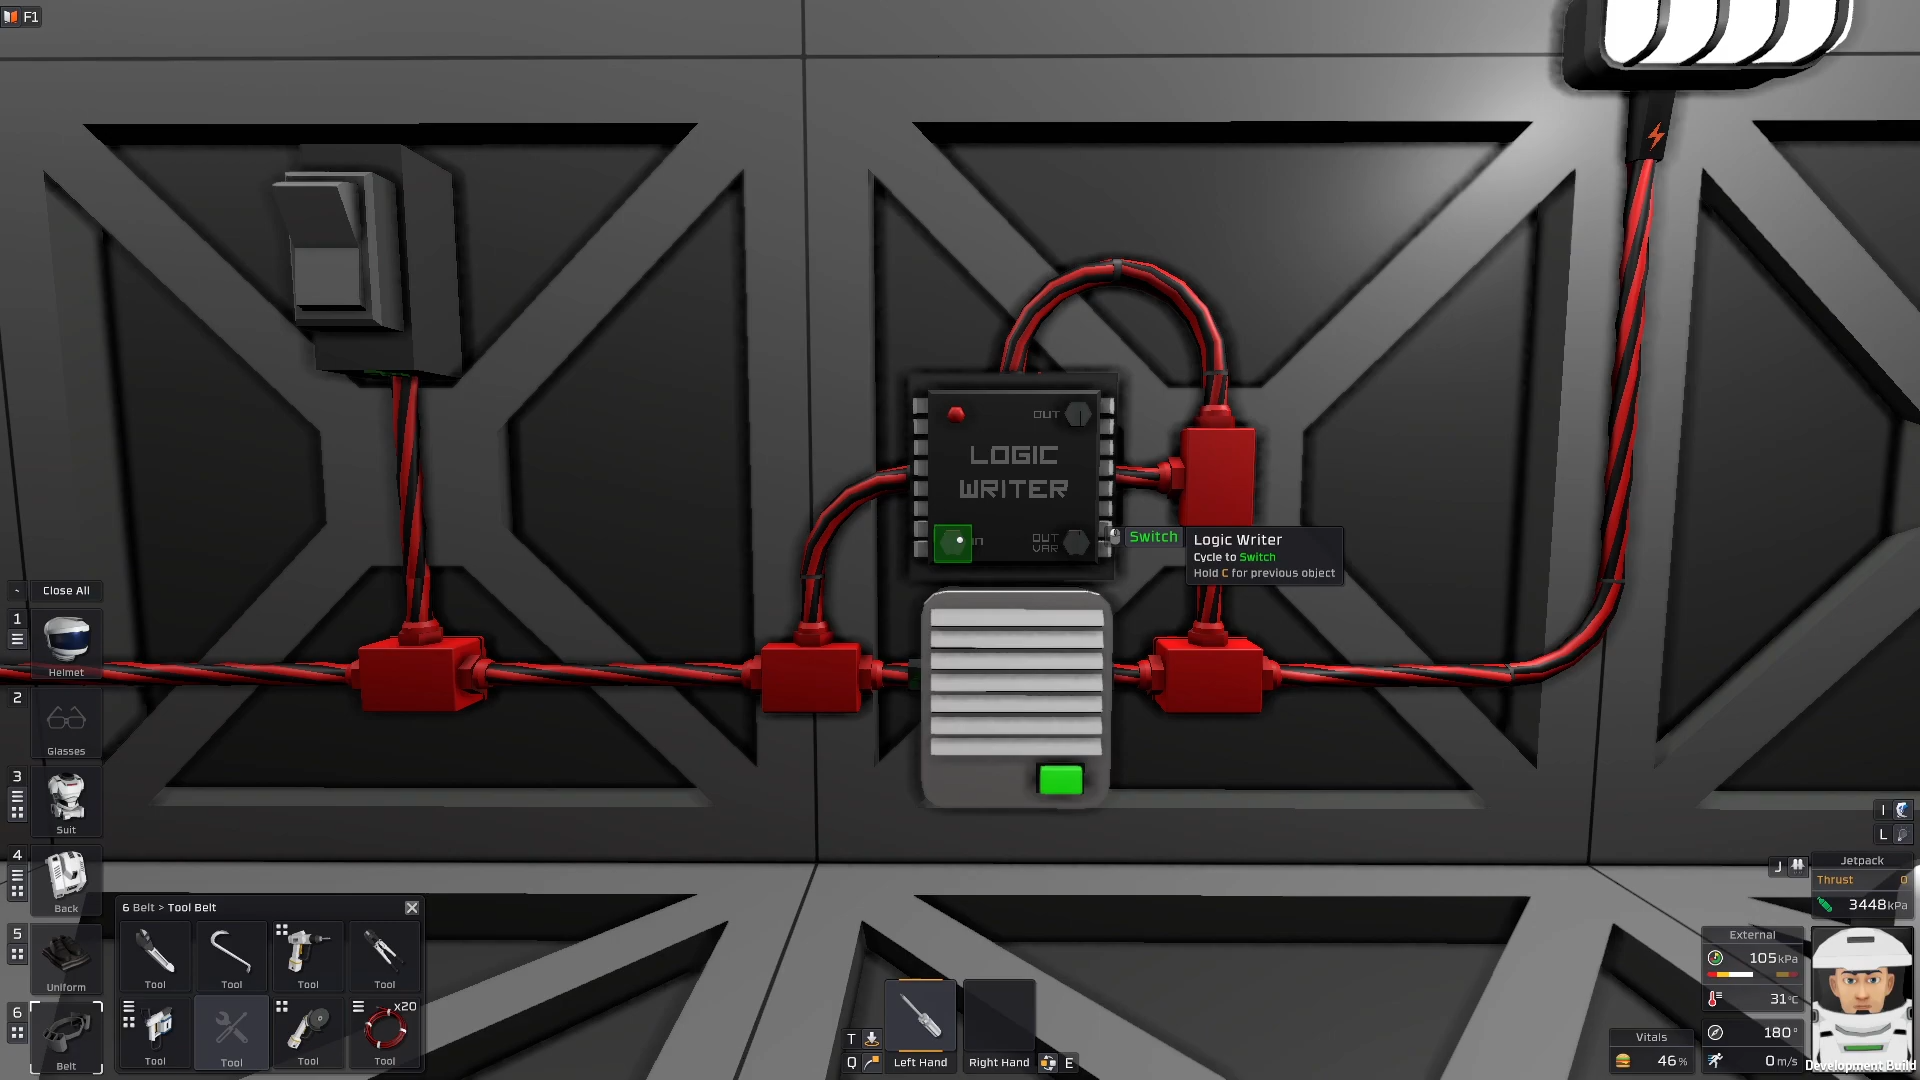 F1
OUT
LOGIC
WRITER
IN
OUT
VAR
Switch
Logic Writer
Cycle to Switch
Hold C for previous object
~ Close All
1
Helmet
2
Glasses
3
Suit
4
Back
5
Uniform
6
Belt
6 Belt > Tool Belt
Tool
Tool
Tool
Tool
x20
Tool
Tool
Tool
Tool
T
Q
Left Hand
Right Hand
E
I
L
J
Jetpack
Thrust 0
3448kPa
External
105kPa
31°C
180°
0m/s
Vitals
46%
Development Build